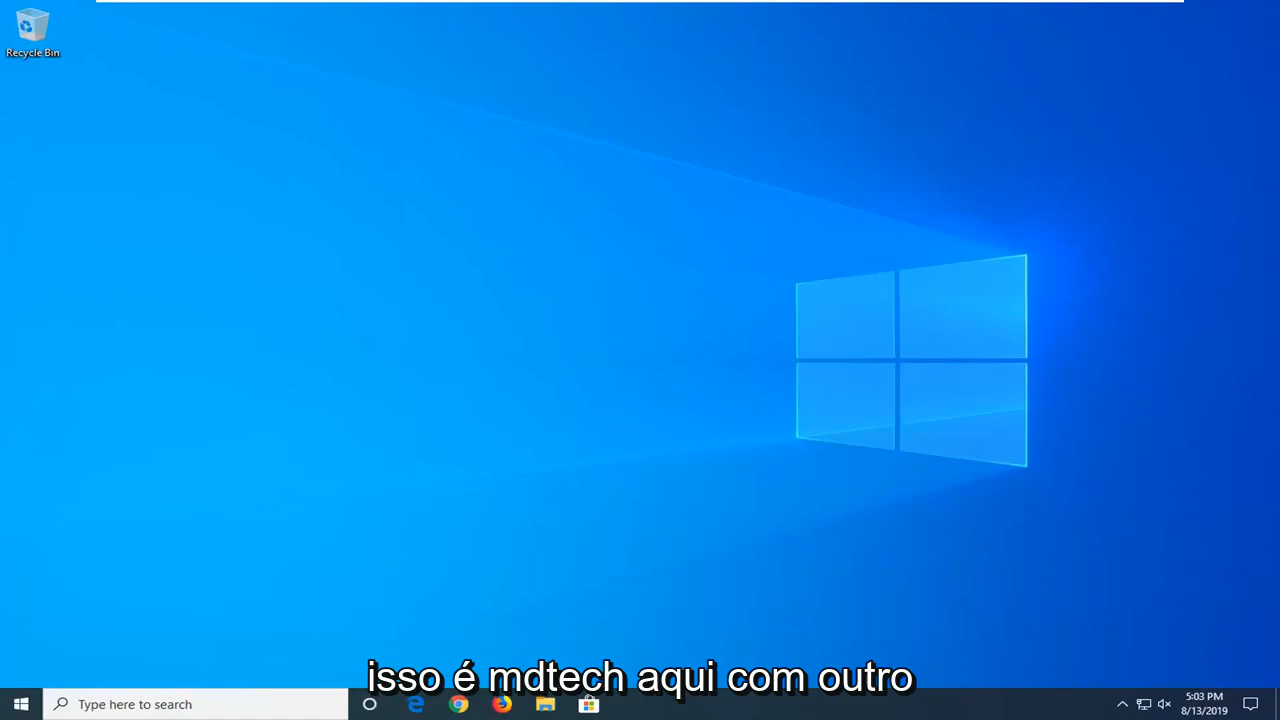 Recycle Bin
isso é mdtech aqui com outro
Type here to search
5:03 PM
8/13/2019